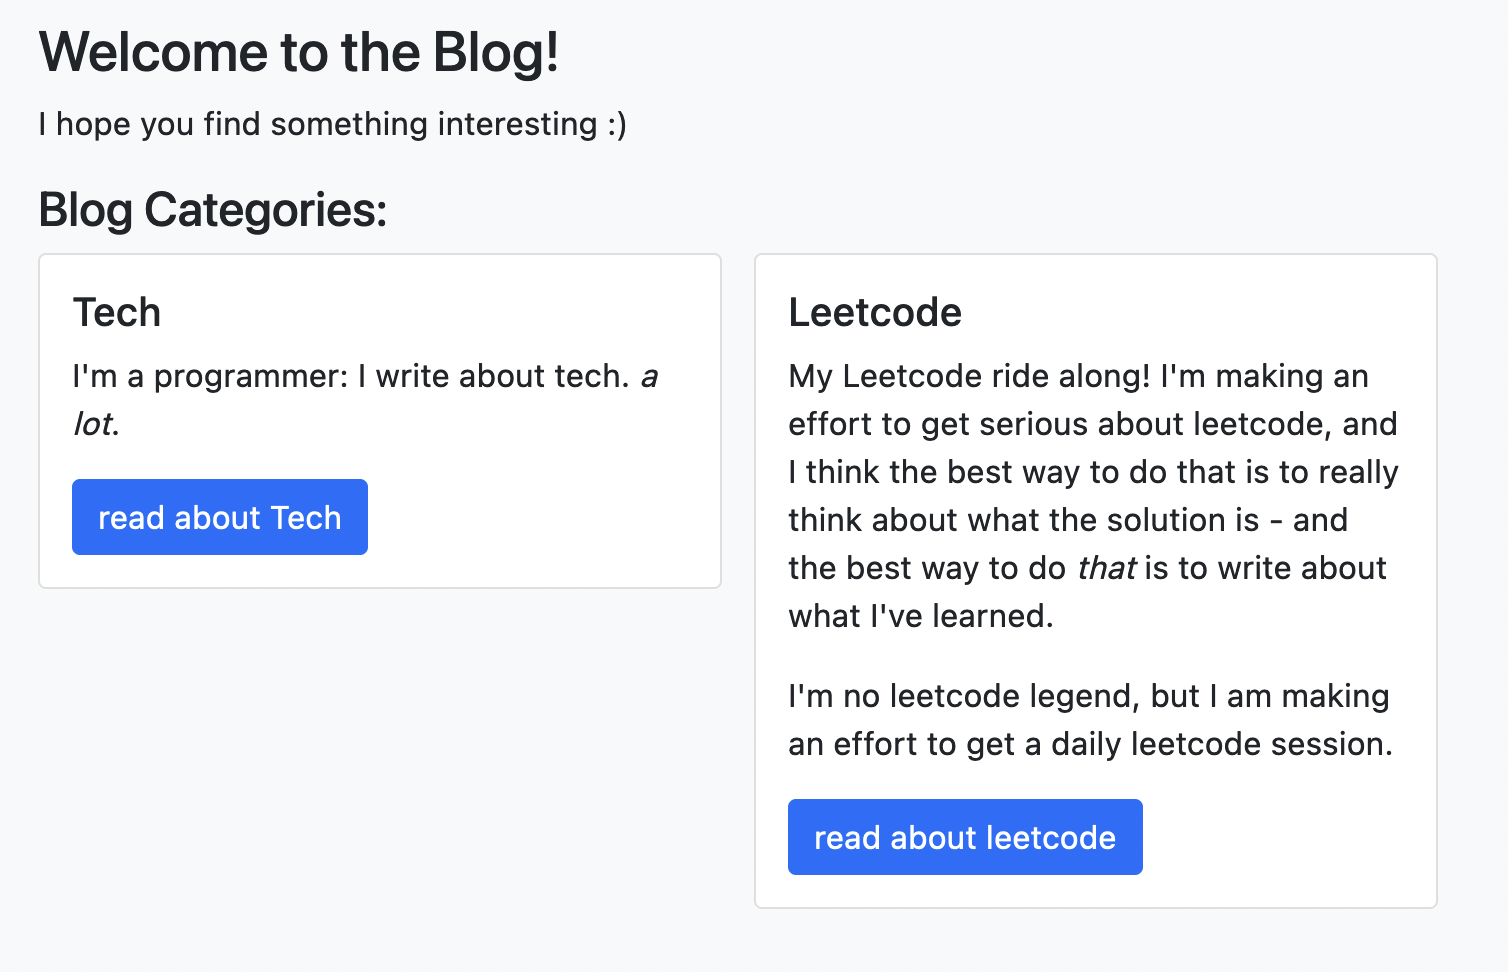 Welcome to the Blog!
I hope you find something interesting :)
Blog Categories:
Tech
I'm a programmer: I write about tech. a
lot.
read about Tech
Leetcode
My Leetcode ride along! I'm making an
effort to get serious about leetcode, and
I think the best way to do that is to really
think about what the solution is - and
the best way to do that is to write about
what I've learned.
I'm no leetcode legend, but I am making
an effort to get a daily leetcode session.
read about leetcode